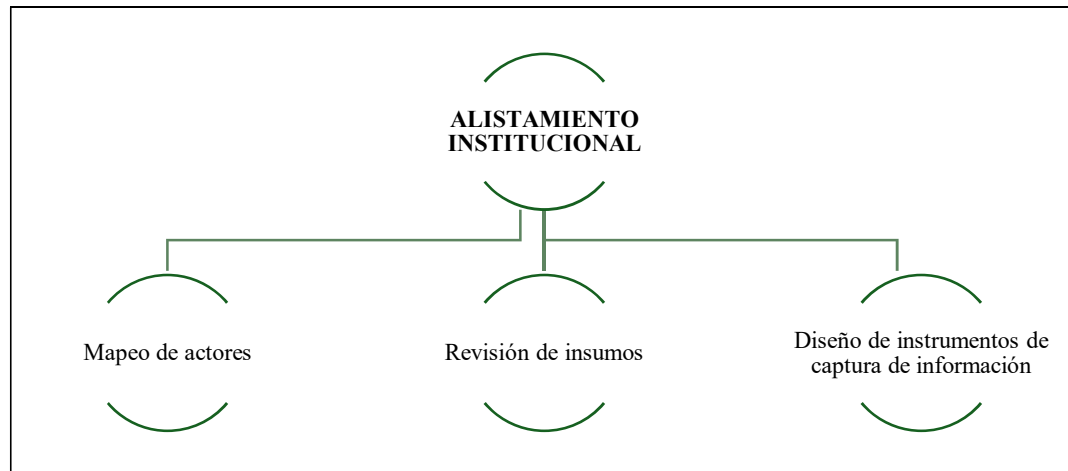 ALISTAMIENTO
INSTITUCIONAL
Mapeo de actores
Revisión de insumos
Diseño de instrumentos de
captura de información